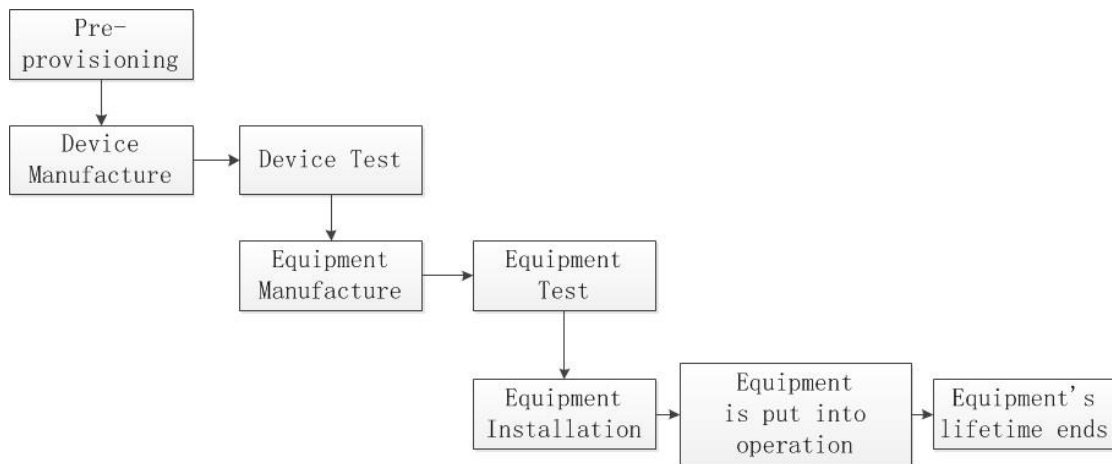 Pre-
provisioning
Device
Manufacture
Device Test
Equipment
Manufacture
Equipment
Test
Equipment
Installation
Equipment
is put into
operation
Equipment's
lifetime ends